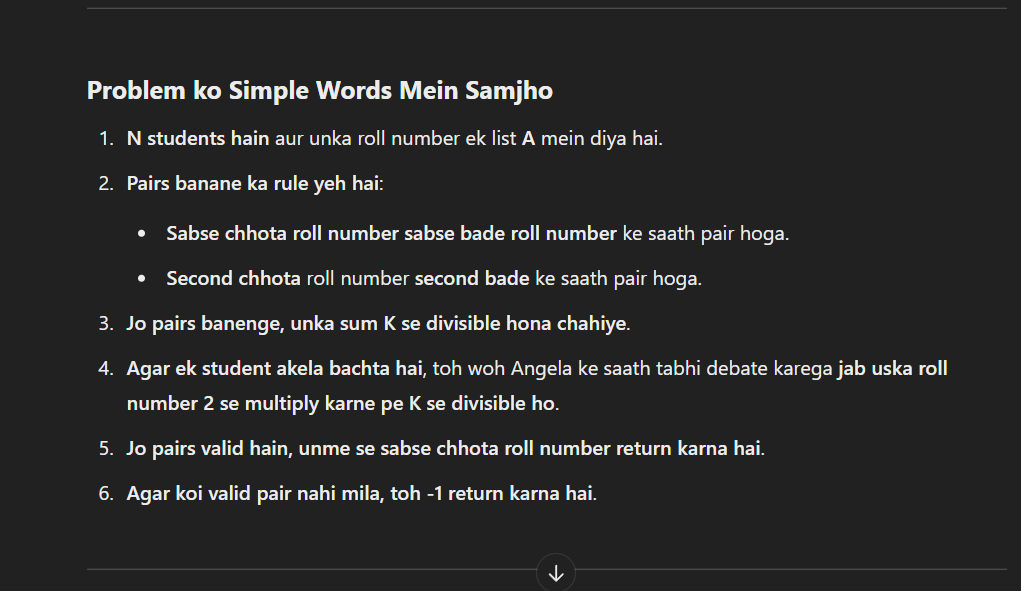 Problem ko Simple Words Mein Samjho
1. N students hain aur unka roll number ek list A mein diya hai.
2. Pairs banane ka rule yeh hai:
• Sabse chhota roll number sabse bade roll number ke saath pair hoga.
• Second chhota roll number second bade ke saath pair hoga.
3. Jo pairs banenge, unka sum K se divisible hona chahiye.
4. Agar ek student akela bachta hai, toh woh Angela ke saath tabhi debate karega jab uska roll
number 2 se multiply karne pe K se divisible ho.
5. Jo pairs valid hain, unme se sabse chhota roll number return karna hai.
6. Agar koi valid pair nahi mila, toh -1 return karna hai.